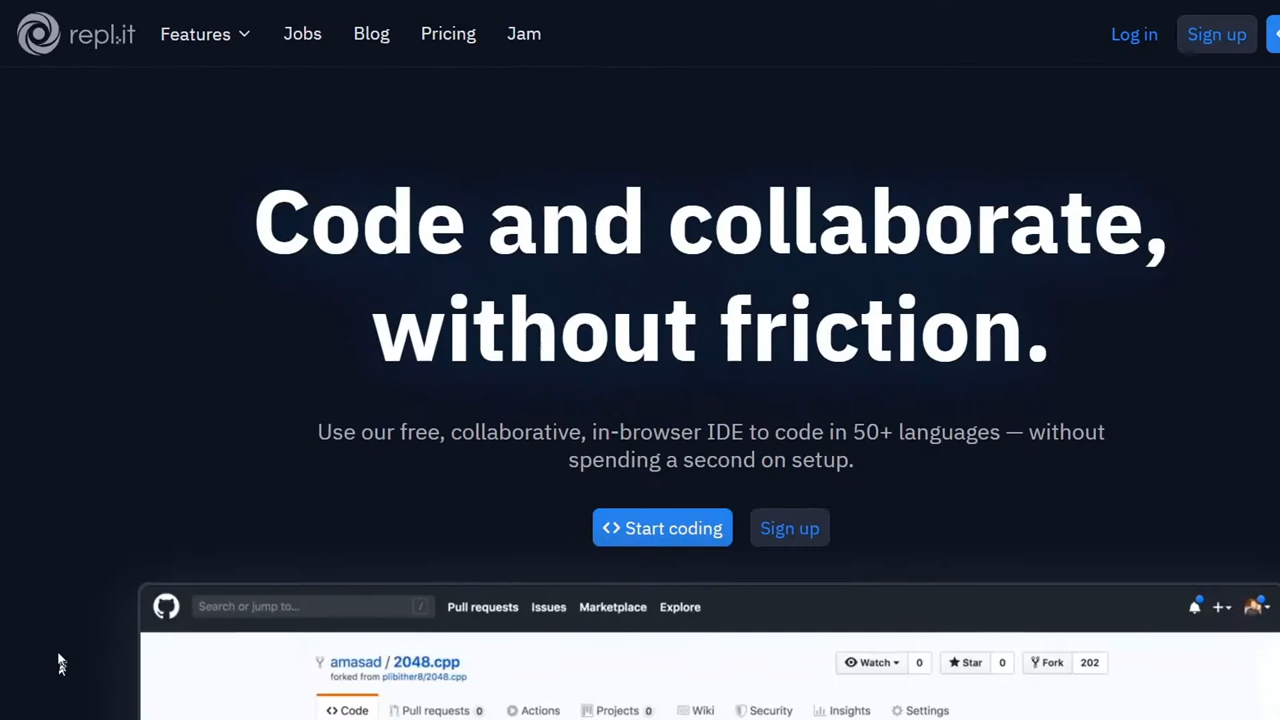 repl.it Features Jobs Blog Pricing Jam Log in Sign up
Code and collaborate,
without friction.
Use our free, collaborative, in-browser IDE to code in 50+ languages — without
spending a second on setup.
<> Start coding Sign up
Search or jump to... / Pull requests Issues Marketplace Explore
amasad / 2048.cpp Watch 0 Star 0 Fork 202
forked from plibither8/2048.cpp
<> Code Pull requests 0 Actions Projects 0 Wiki Security Insights Settings